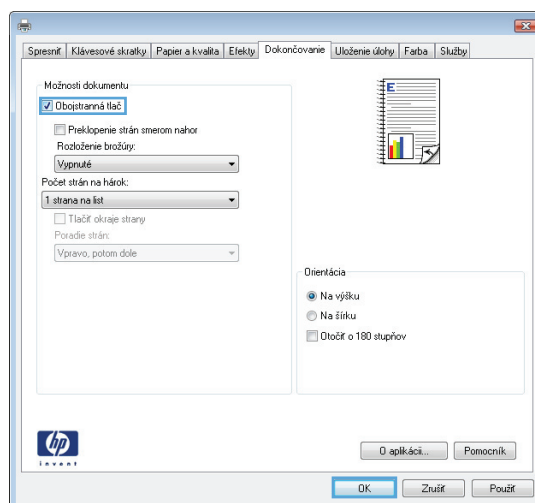 Spresniť Klávesové skratky Papier a kvalita Efekty Dokončovanie Uloženie úlohy Farba Služby
Možnosti dokumentu
Obojstranná tlač
Preklopenie strán smerom nahor
Rozloženie brožúry:
Vypnuté
Počet strán na hárok:
1 strana na list
Tlačiť okraje strany
Poradie strán:
Vpravo, potom dole
E
Orientácia
Na výšku
Na šírku
Otočiť o 180 stupňov
hp
invent
O aplikácii... Pomocník
OK Zrušiť Použiť